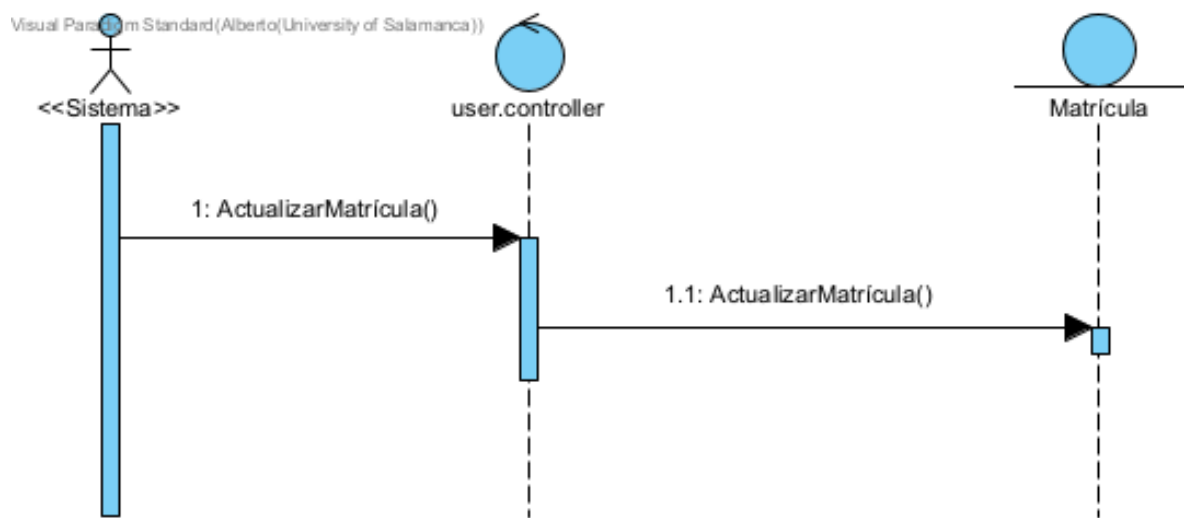 Visual Paradigm Standard(Alberto(University of Salamanca))
<<Sistema>>
user.controller
Matrícula
1: ActualizarMatrícula()
1.1: ActualizarMatrícula()